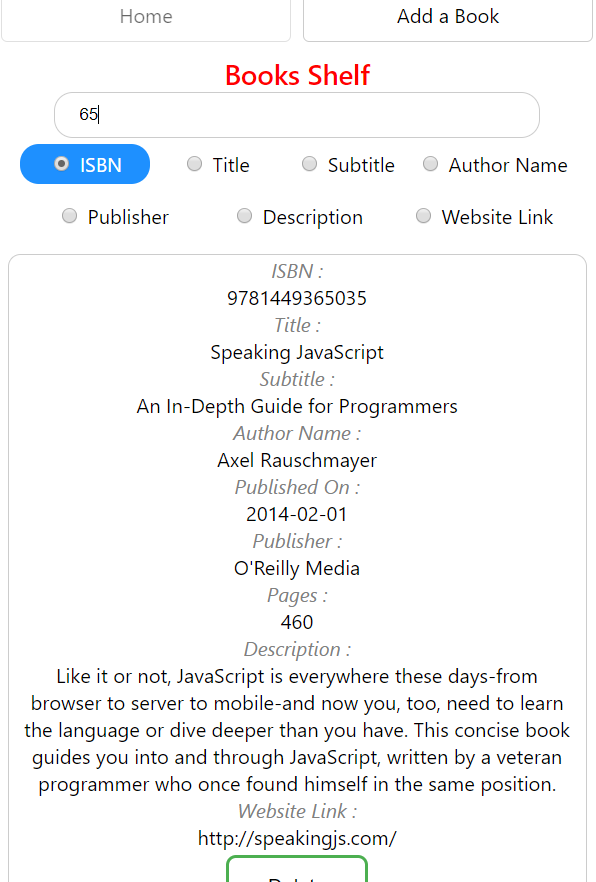 Home
Add a Book
Books Shelf
65
ISBN
Title
Subtitle
Author Name
Publisher
Description
Website Link
ISBN :
9781449365035
Title :
Speaking JavaScript
Subtitle :
An In-Depth Guide for Programmers
Author Name :
Axel Rauschmayer
Published On :
2014-02-01
Publisher :
O'Reilly Media
Pages :
460
Description :
Like it or not, JavaScript is everywhere these days-from
browser to server to mobile-and now you, too, need to learn
the language or dive deeper than you have. This concise book
guides you into and through JavaScript, written by a veteran
programmer who once found himself in the same position.
Website Link :
http://speakingjs.com/